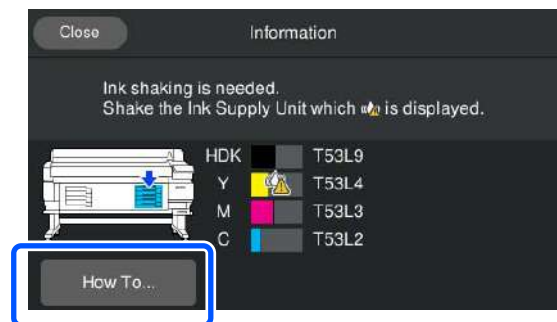 Close
Information
Ink shaking is needed.
Shake the Ink Supply Unit which is displayed.
HDK T53L9
Y T53L4
M T53L3
C T53L2
How To...